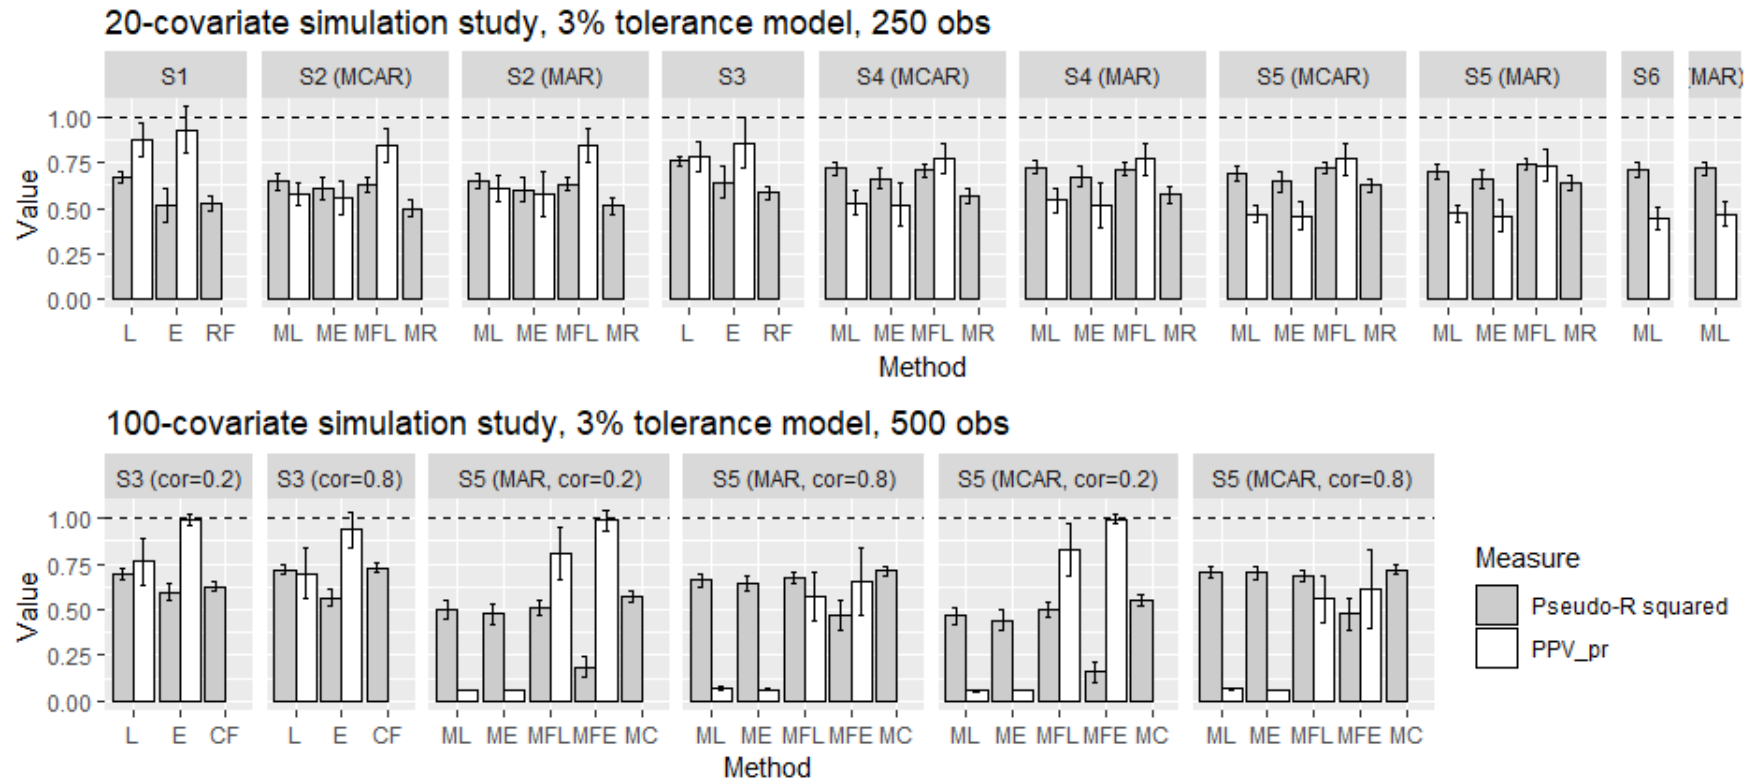 20-covariate simulation study, 3% tolerance model, 250 obs
S1 S2 (MCAR) S2 (MAR) S3 S4 (MCAR) S4 (MAR) S5 (MCAR) S5 (MAR) S6 (MAR)
1.00
0.75
0.50
0.25
0.00
Value
L E RF ML ME MFL MR ML ME MFL MR L E RF ML ME MFL MR ML ME MFL MR ML ME MFL MR ML ME MFL MR ML ML
Method
100-covariate simulation study, 3% tolerance model, 500 obs
S3 (cor=0.2) S3 (cor=0.8) S5 (MAR, cor=0.2) S5 (MAR, cor=0.8) S5 (MCAR, cor=0.2) S5 (MCAR, cor=0.8)
1.00
0.75
0.50
0.25
0.00
Value
L E CF L E CF ML ME MFL MFE MC ML ME MFL MFE MC ML ME MFL MFE MC ML ME MFL MFE MC
Method
Measure
Pseudo-R squared
PPV_pr